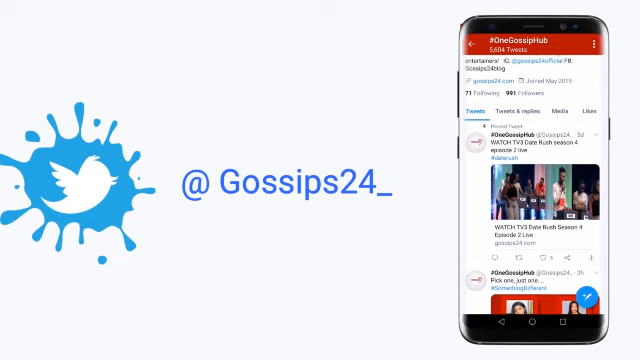 @ Gossips24_
#OneGossipHub
5,604 Tweets
entertainers! IG: @gossips24official FB:
Gossips24blog
gossips24.com Joined May 2019
71 Following 991 Followers
Tweets Tweets & replies Media Likes
Pinned Tweet
#OneGossipHub @Gossips24_ · 5d
WATCH TV3 Date Rush season 4
episode 2 live
#daterush
WATCH TV3 Date Rush Season 4
Episode 2 Live
gossips24.com
6
#OneGossipHub @Gossips24_ · 2h
Pick one, just one....
#SomethingDifferent